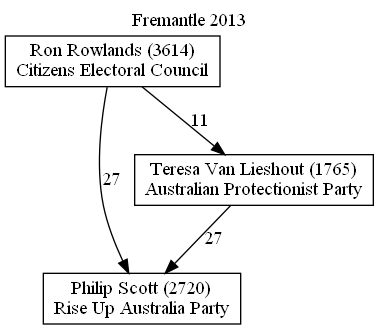 Fremantle 2013
Ron Rowlands (3614)
Citizens Electoral Council
11
Teresa Van Lieshout (1765)
Australian Protectionist Party
27
27
Philip Scott (2720)
Rise Up Australia Party